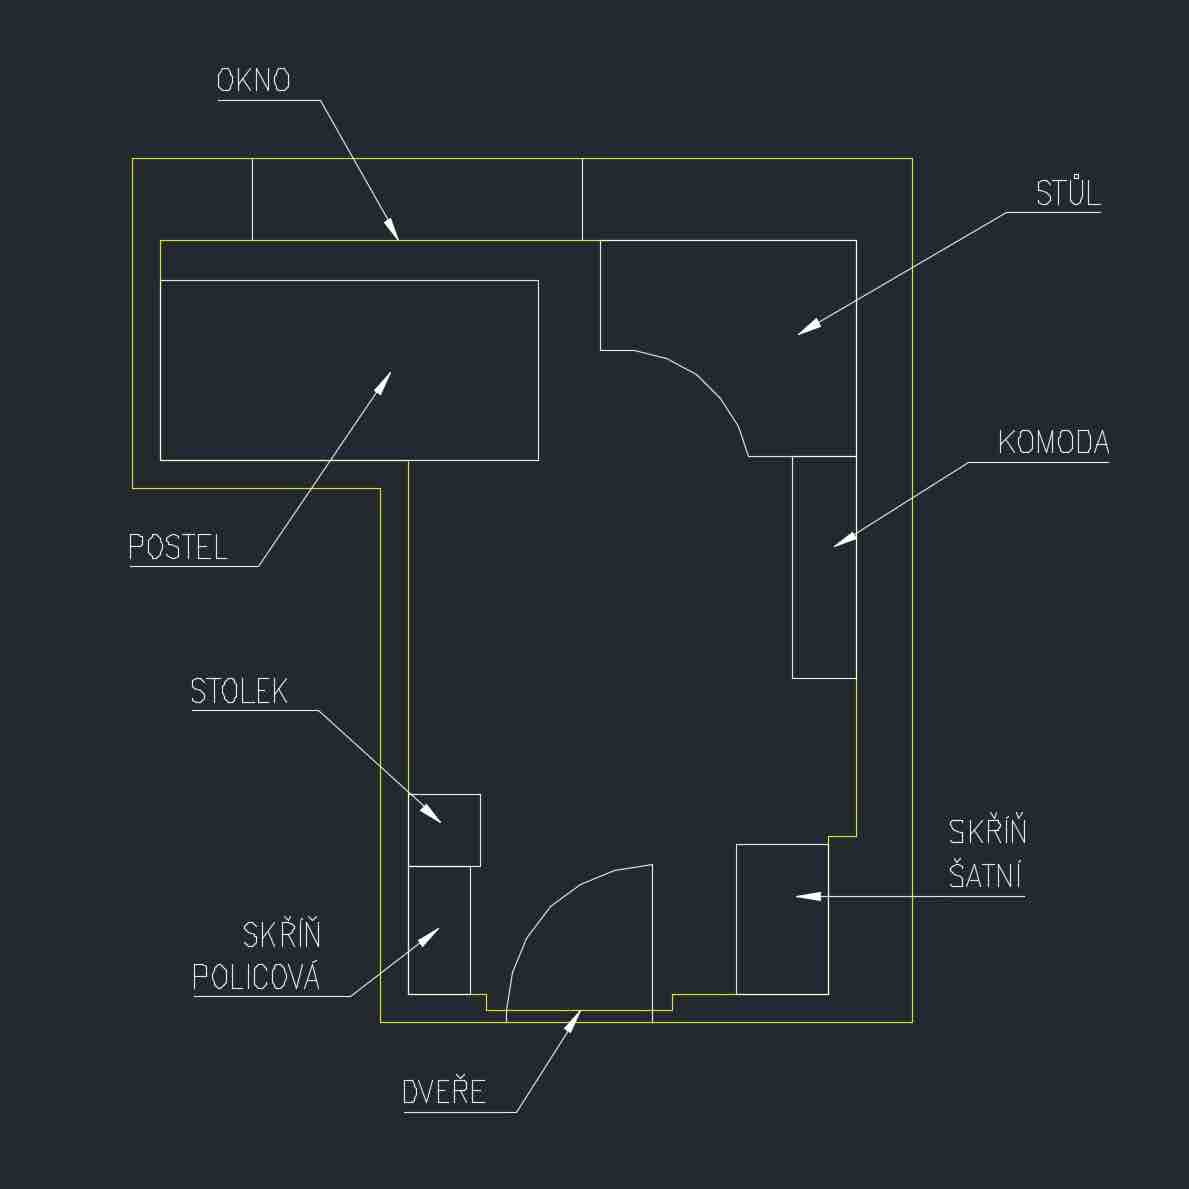 OKNO
STŮL
KOMODA
POSTEL
STOLEK
SKŘÍŇ
ŠATNÍ
SKŘÍŇ
POLICOVÁ
DVEŘE